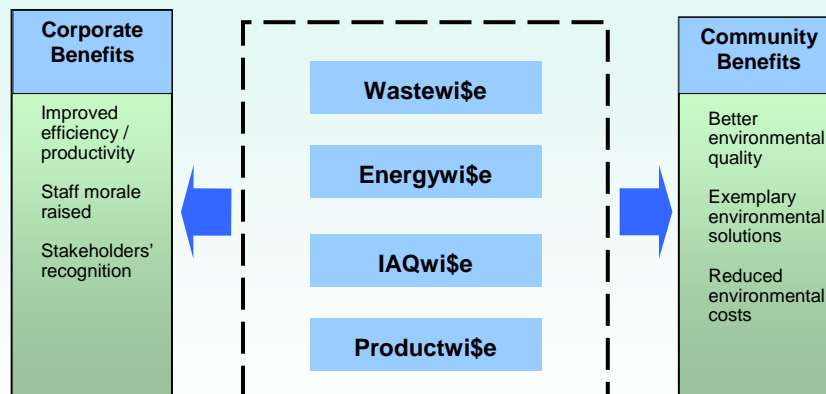 Corporate
Benefits
Improved
efficiency /
productivity
Staff morale
raised
Stakeholders’
recognition
Wastewi$e
Energywi$e
IAQwi$e
Productwi$e
Community
Benefits
Better
environmental
quality
Exemplary
environmental
solutions
Reduced
environmental
costs